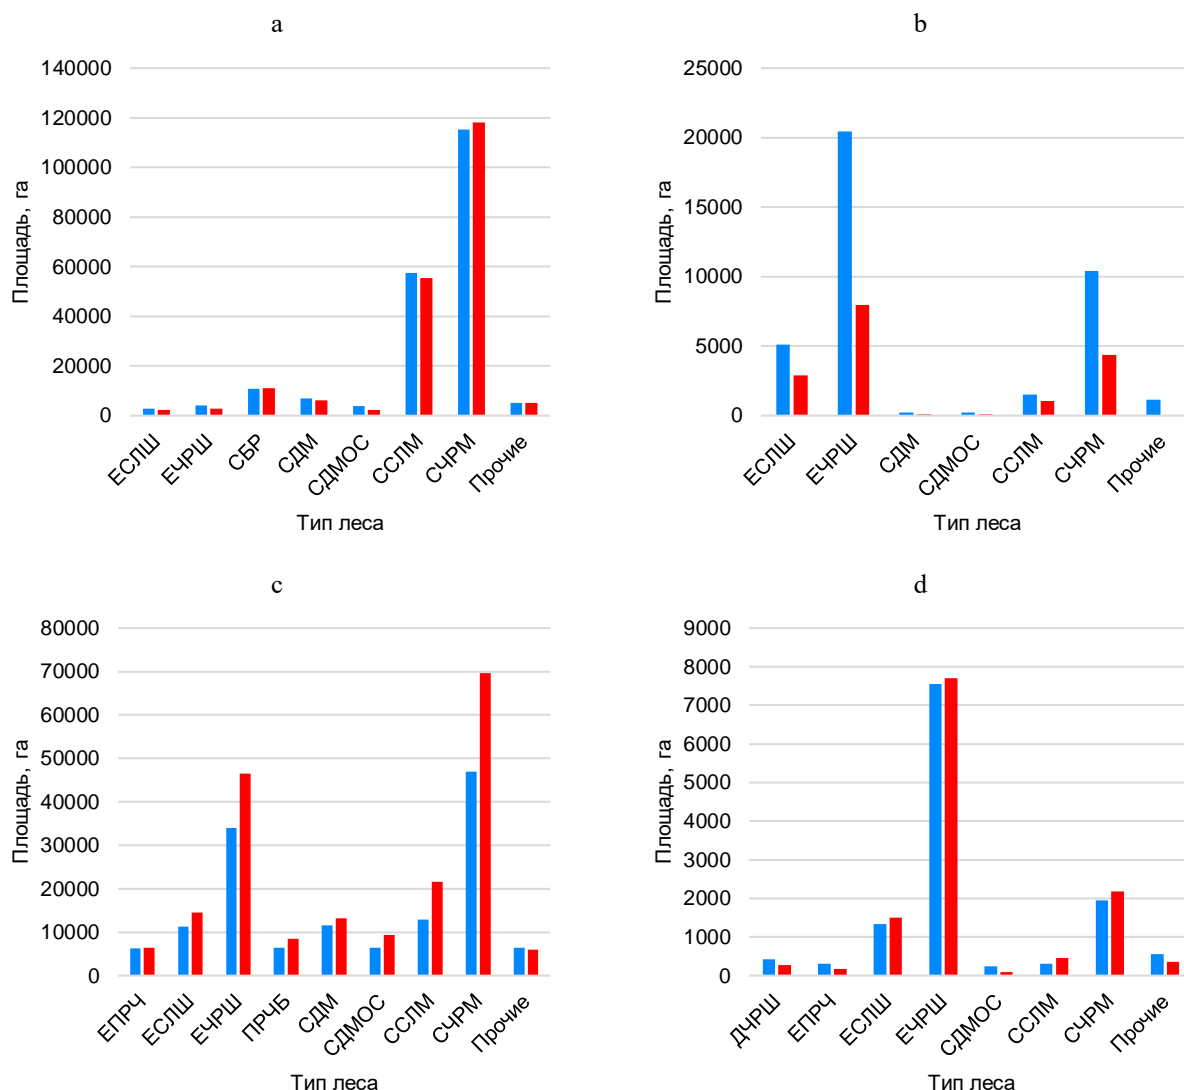 a
140000
120000
100000
80000
60000
40000
20000
0
Площадь, га
ЕСЛШ
ЕЧРШ
СБР
СДМ
СДМОС
ССЛМ
СЧРМ
Прочие
Тип леса
b
25000
20000
15000
10000
5000
0
Площадь, га
ЕСЛШ
ЕЧРШ
СДМ
СДМОС
ССЛМ
СЧРМ
Прочие
Тип леса
c
80000
70000
60000
50000
40000
30000
20000
10000
0
Площадь, га
ЕПРЧ
ЕСЛШ
ЕЧРШ
ПРЧБ
СДМ
СДМОС
ССЛМ
СЧРМ
Прочие
Тип леса
d
9000
8000
7000
6000
5000
4000
3000
2000
1000
0
Площадь, га
ДЧРШ
ЕПРЧ
ЕСЛШ
ЕЧРШ
СДМОС
ССЛМ
СЧРМ
Прочие
Тип леса